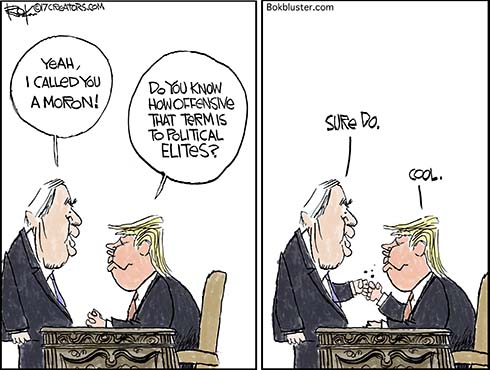 ©17 CREATORS.COM
YEAH,
I CALLED YOU
A MORON!
DO YOU KNOW
HOW OFFENSIVE
THAT TERM IS
TO POLITICAL
ELITES?
Bokbluster.com
SURE DO.
COOL.